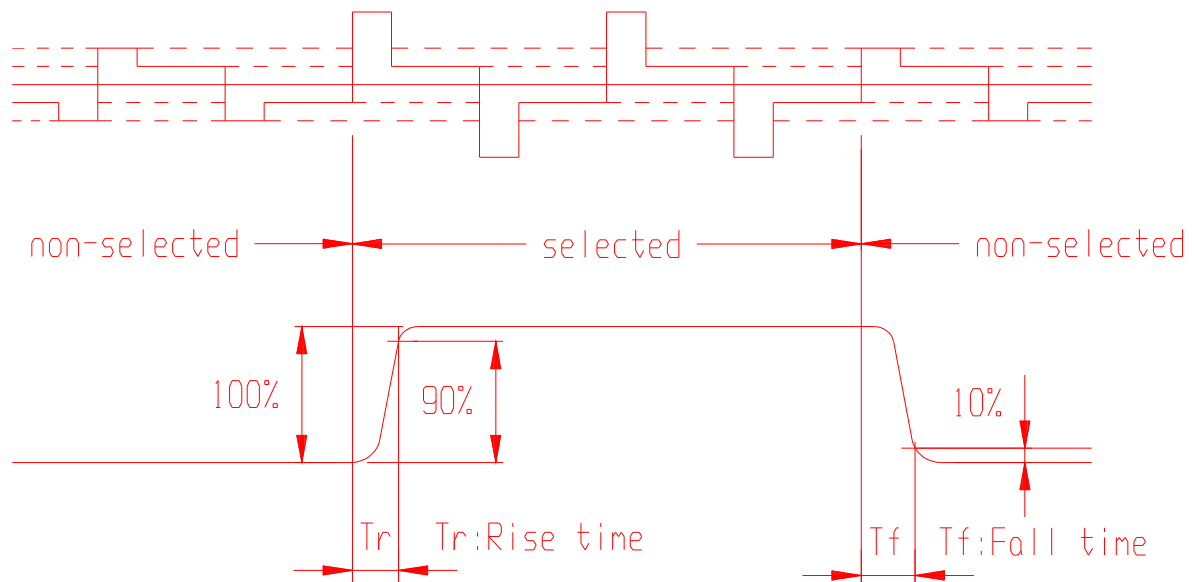 non-selected
selected
non-selected
100%
90%
10%
Tr
Tr:Rise time
Tf
Tf:Fall time